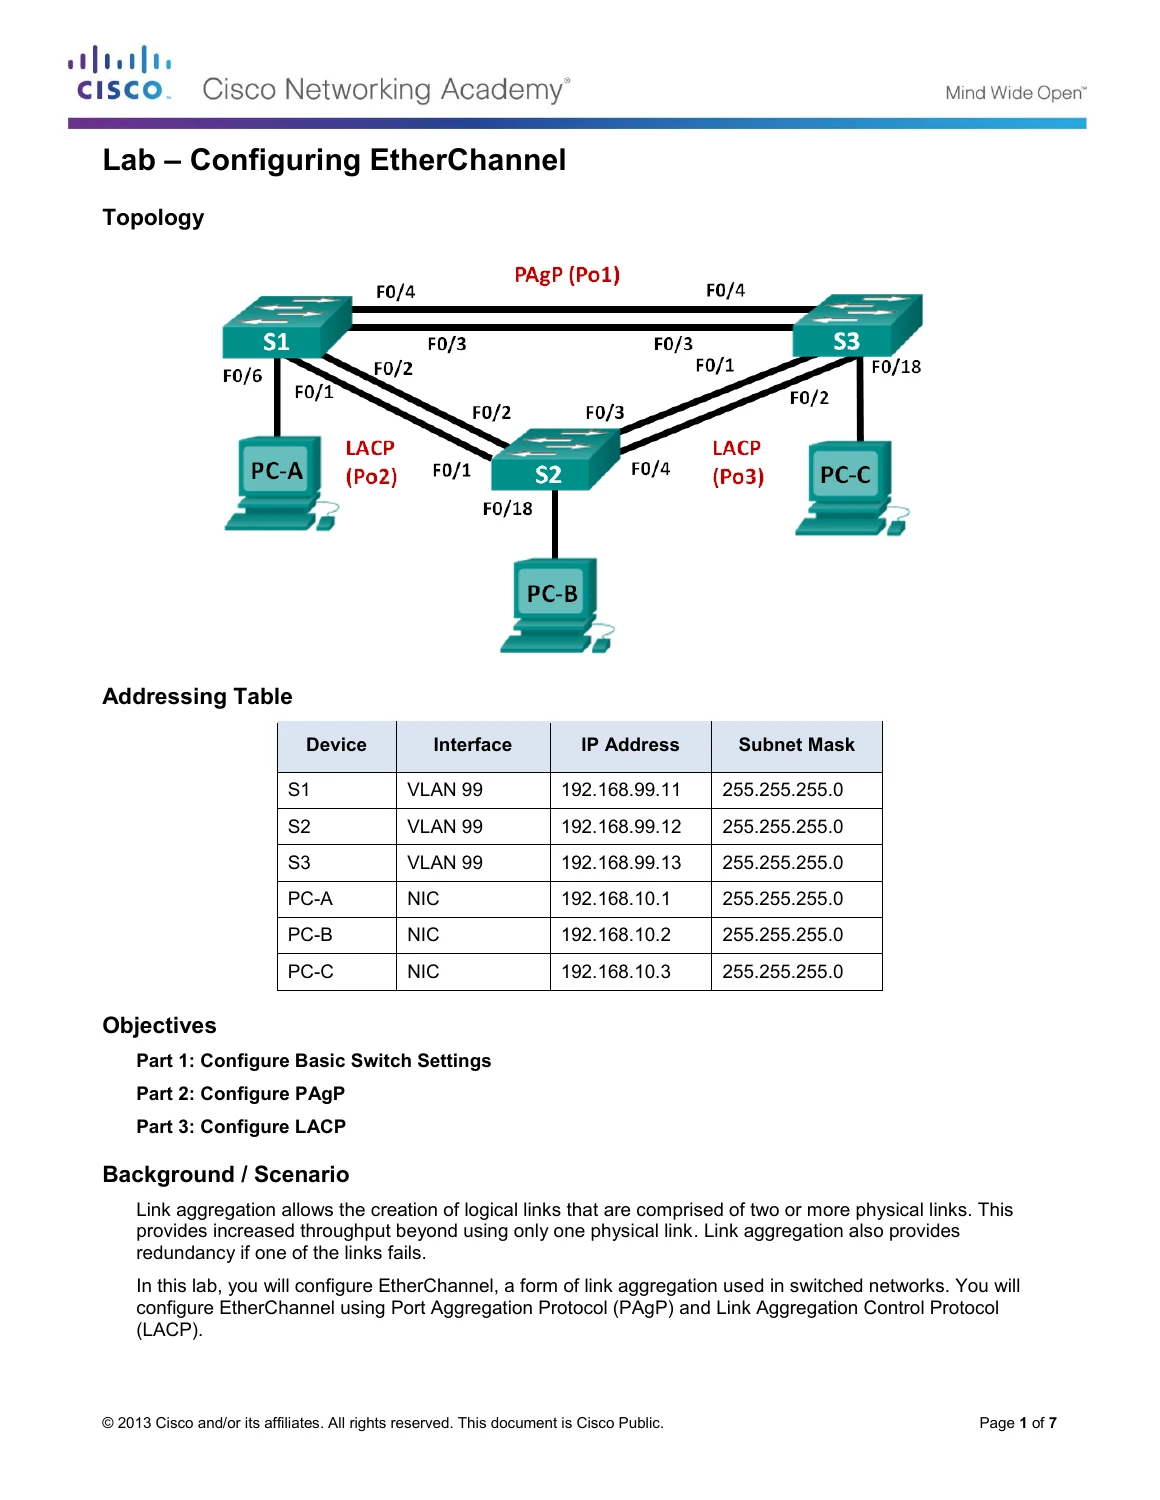 CISCO™ Cisco Networking Academy® Mind Wide Open™
Lab – Configuring EtherChannel
Topology
PAgP (Po1)
F0/4 F0/4
S1 S3
F0/3 F0/3
F0/6 F0/2 F0/1 F0/18
F0/1 F0/2
F0/2 F0/3
LACP LACP
(Po2) (Po3)
PC-A F0/1 S2 F0/4 PC-C
F0/18
PC-B
Addressing Table
Device Interface IP Address Subnet Mask
S1 VLAN 99 192.168.99.11 255.255.255.0
S2 VLAN 99 192.168.99.12 255.255.255.0
S3 VLAN 99 192.168.99.13 255.255.255.0
PC-A NIC 192.168.10.1 255.255.255.0
PC-B NIC 192.168.10.2 255.255.255.0
PC-C NIC 192.168.10.3 255.255.255.0
Objectives
Part 1: Configure Basic Switch Settings
Part 2: Configure PAgP
Part 3: Configure LACP
Background / Scenario
Link aggregation allows the creation of logical links that are comprised of two or more physical links. This
provides increased throughput beyond using only one physical link. Link aggregation also provides
redundancy if one of the links fails.
In this lab, you will configure EtherChannel, a form of link aggregation used in switched networks. You will
configure EtherChannel using Port Aggregation Protocol (PAgP) and Link Aggregation Control Protocol
(LACP).
© 2013 Cisco and/or its affiliates. All rights reserved. This document is Cisco Public. Page 1 of 7